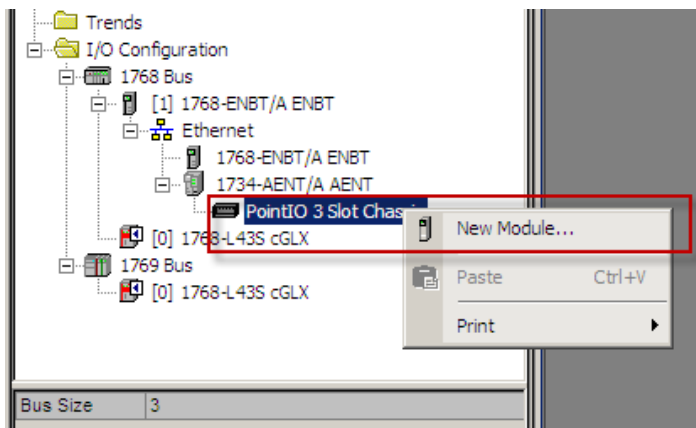 Trends
I/O Configuration
1768 Bus
[1] 1768-ENBT/A ENBT
Ethernet
1768-ENBT/A ENBT
1734-AENT/A AENT
PointIO 3 Slot Chassis
New Module...
[0] 1768-L43S cGLX
1769 Bus
Paste Ctrl+V
[0] 1768-L43S cGLX
Print
Bus Size 3